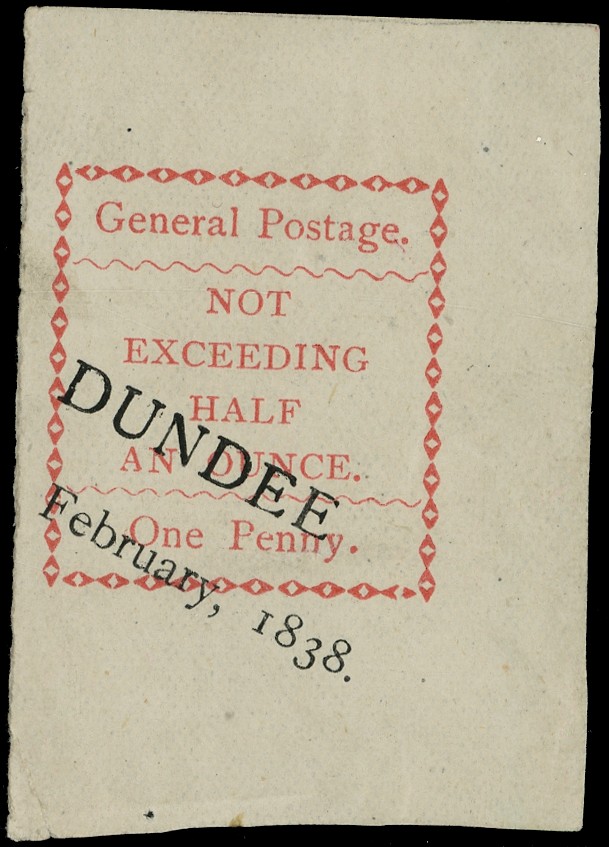 General Postage.
NOT
EXCEEDING
HALF
AN OUNCE.
One Penny.
DUNDEE
February, 1838.